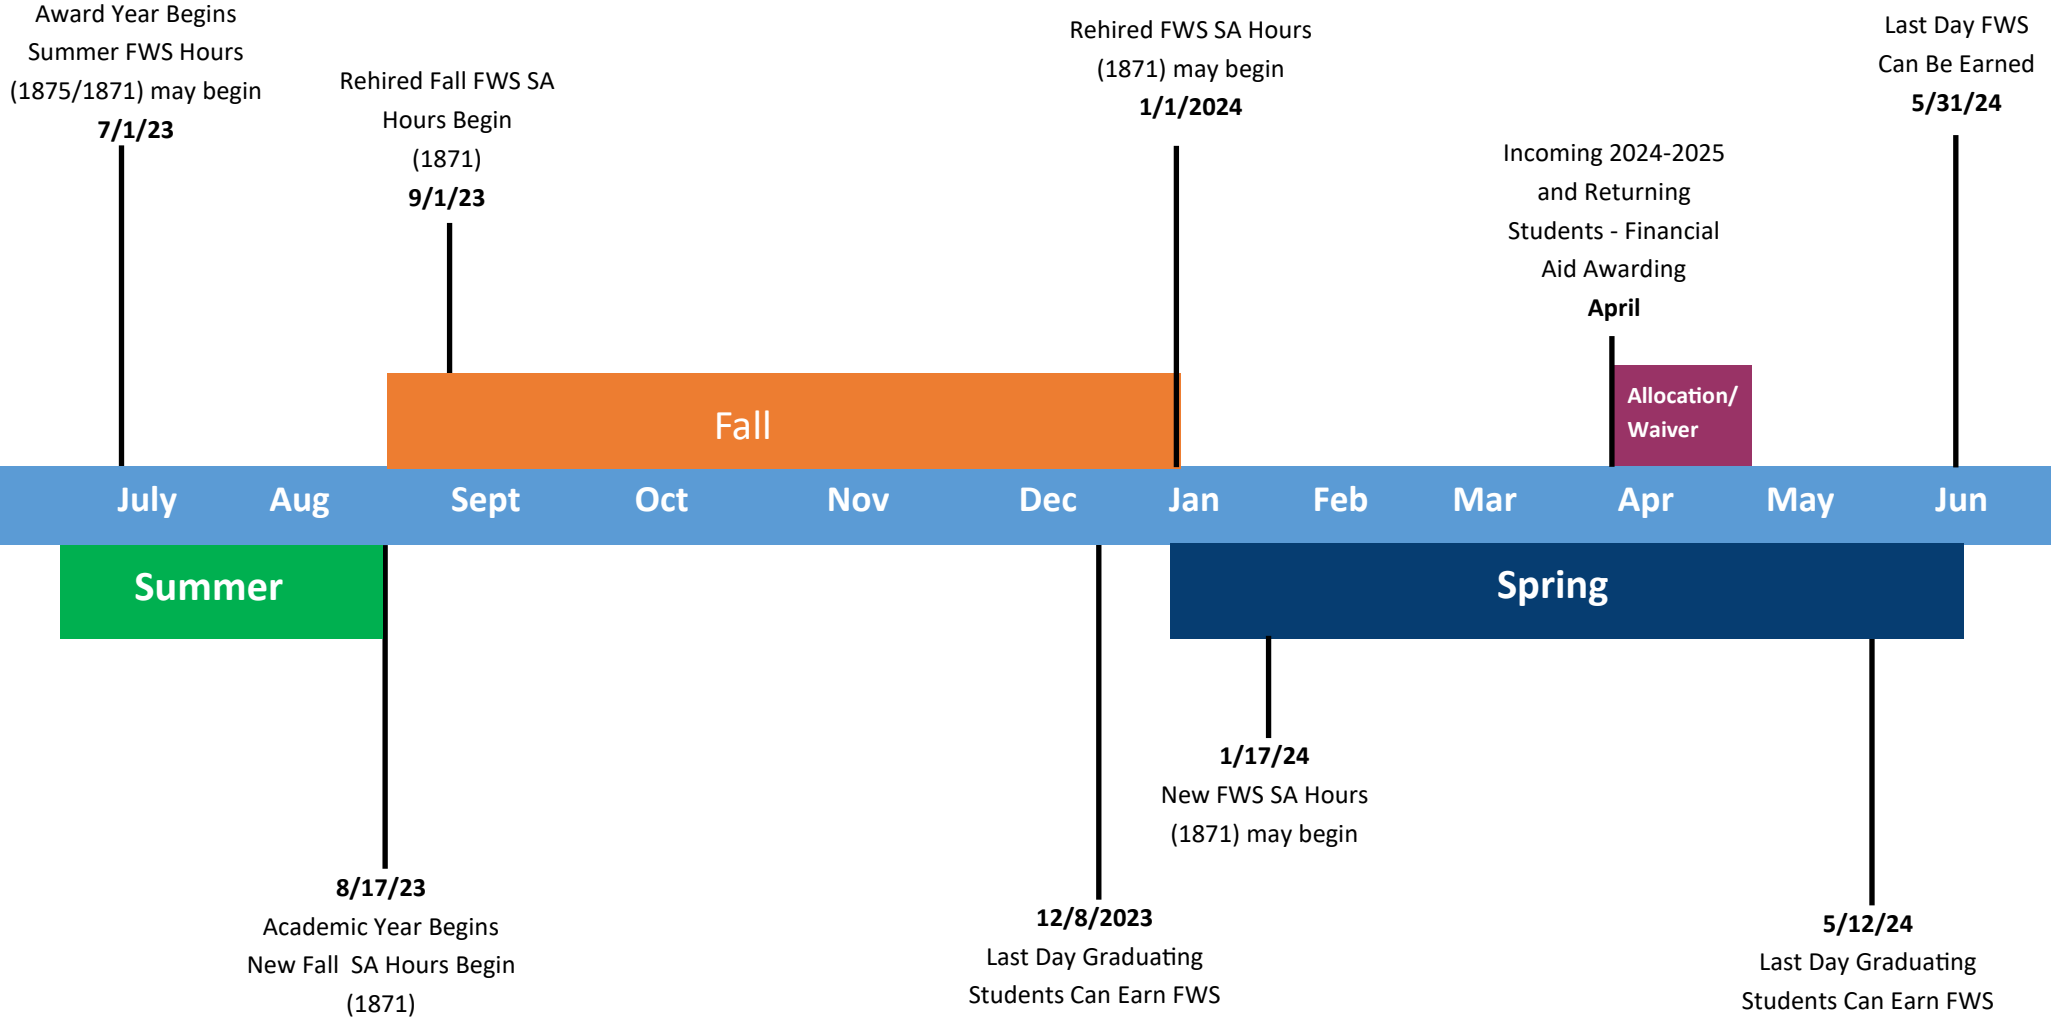 Award Year Begins
Summer FWS Hours
(1875/1871) may begin
7/1/23
Rehired Fall FWS SA
Hours Begin
(1871)
9/1/23
Rehired FWS SA Hours
(1871) may begin
1/1/2024
Incoming 2024-2025
and Returning
Students - Financial
Aid Awarding
April
Last Day FWS
Can Be Earned
5/31/24
Fall
Allocation/
Waiver
July Aug Sept Oct Nov Dec Jan Feb Mar Apr May Jun
Summer
Spring
8/17/23
Academic Year Begins
New Fall  SA Hours Begin
(1871)
12/8/2023
Last Day Graduating
Students Can Earn FWS
1/17/24
New FWS SA Hours
(1871) may begin
5/12/24
Last Day Graduating
Students Can Earn FWS